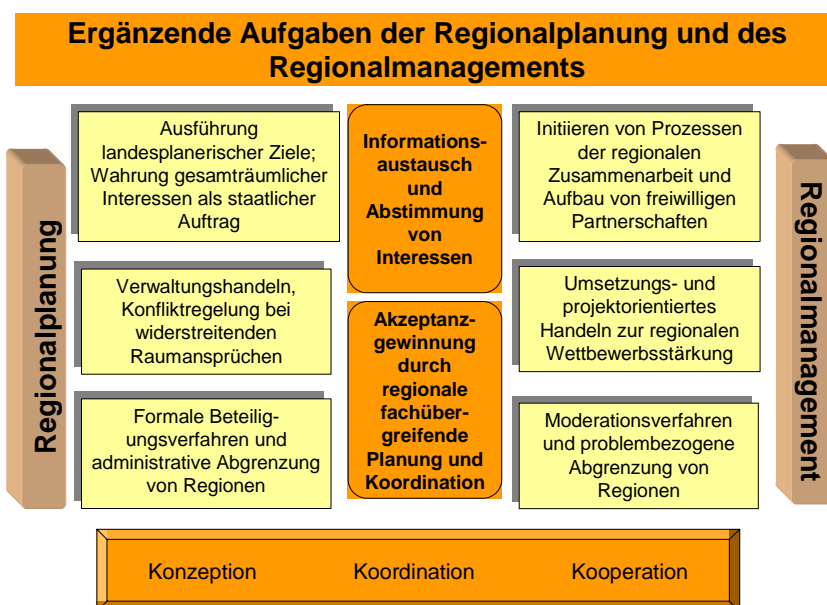 Ergänzende Aufgaben der Regionalplanung und des
Regionalmanagements
Regionalplanung
Ausführung
landesplanerischer Ziele;
Wahrung gesamträumlicher
Interessen als staatlicher
Auftrag
Verwaltungshandeln,
Konfliktregelung bei
widerstreitenden
Raumansprüchen
Formale Beteilig-
ungsverfahren und
administrative Abgrenzung
von Regionen
Informations-
austausch
und
Abstimmung
von
Interessen
Akzeptanz-
gewinnung
durch
regionale
fachüber-
greifende
Planung und
Koordination
Initiieren von Prozessen
der regionalen
Zusammenarbeit und
Aufbau von freiwilligen
Partnerschaften
Umsetzungs- und
projektorientiertes
Handeln zur regionalen
Wettbewerbsstärkung
Moderationsverfahren
und problembezogene
Abgrenzung von
Regionen
Regionalmanagement
Konzeption Koordination Kooperation